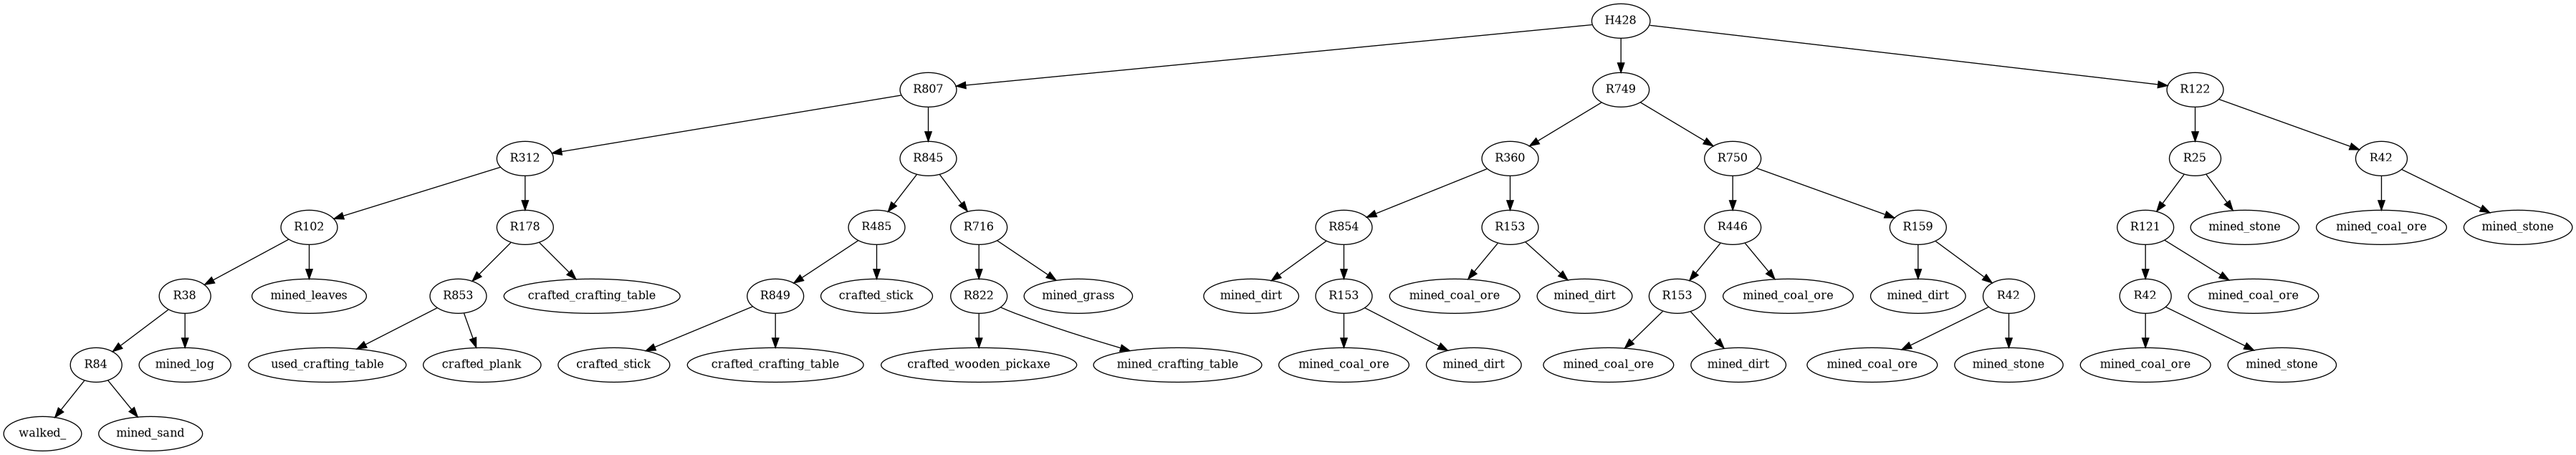 H428
R807 R749 R122
R312 R845 R360 R750 R25 R42
R102 R178 R485 R716 R854 R153 R446 R159 R121 mined_stone mined_coal_ore mined_stone
R38 mined_leaves R853 crafted_crafting_table R849 crafted_stick R822 mined_grass mined_dirt R153 mined_coal_ore mined_dirt R153 mined_coal_ore mined_dirt R42 R42 mined_coal_ore
R84 mined_log used_crafting_table crafted_plank crafted_stick crafted_crafting_table crafted_wooden_pickaxe mined_crafting_table mined_coal_ore mined_dirt mined_coal_ore mined_dirt mined_coal_ore mined_stone mined_coal_ore mined_stone
walked_ mined_sand